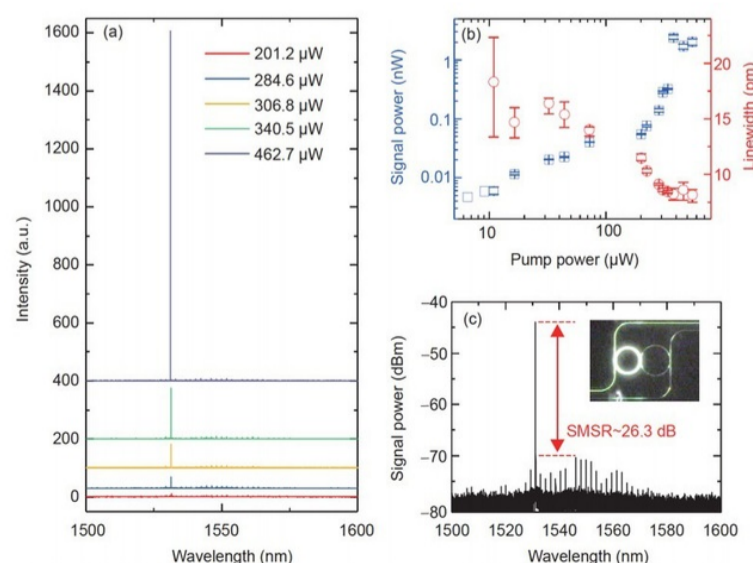 (a)
201.2 μW
284.6 μW
306.8 μW
340.5 μW
462.7 μW
1600
1400
1200
1000
800
600
400
200
0
Intensity (a.u.)
1500 1550 1600
Wavelength (nm)
(b)
1
0.1
0.01
Signal power (nW)
20
15
10
Linewidth (nm)
10 100
Pump power (μW)
(c)
−40
−50
−60
−70
−80
Signal power (dBm)
SMSR~26.3 dB
1500 1520 1540 1560 1580 1600
Wavelength (nm)